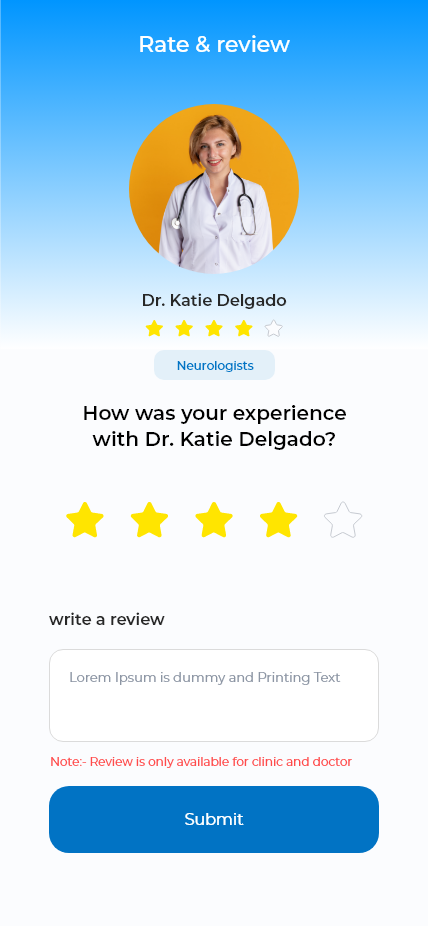 Rate & review
Dr. Katie Delgado
Neurologists
How was your experience
with Dr. Katie Delgado?
write a review
Lorem Ipsum is dummy and Printing Text
Note:- Review is only available for clinic and doctor
Submit